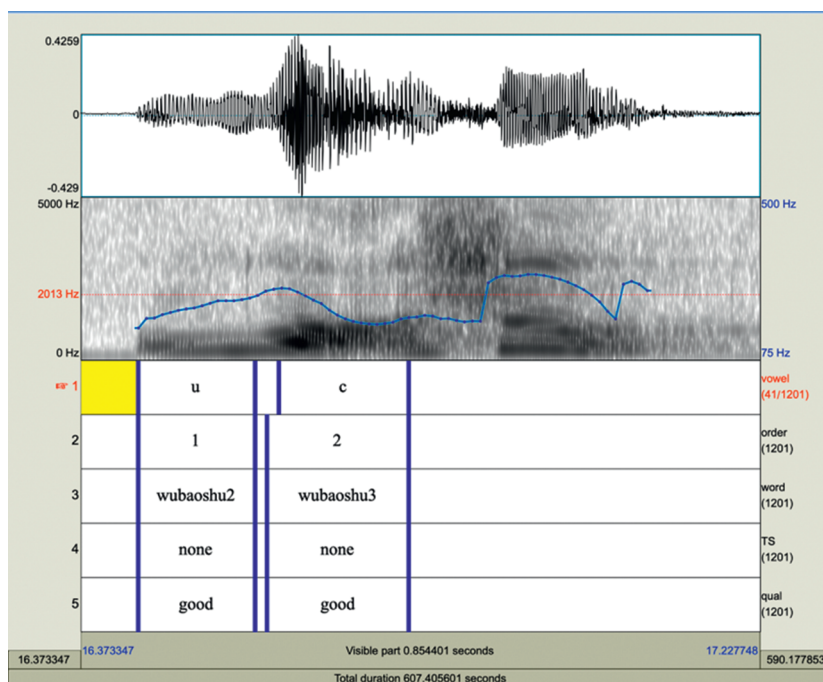 0.4259
0
-0.429
5000 Hz 500 Hz
2013 Hz
0 Hz 75 Hz
1 u c vowel
(41/1201)
2 1 2 order
(1201)
3 wubaoshu2 wubaoshu3 word
(1201)
4 none none TS
(1201)
5 good good qual
(1201)
16.373347 Visible part 0.854401 seconds 17.227748
16.373347 590.177853
Total duration 607.405601 seconds